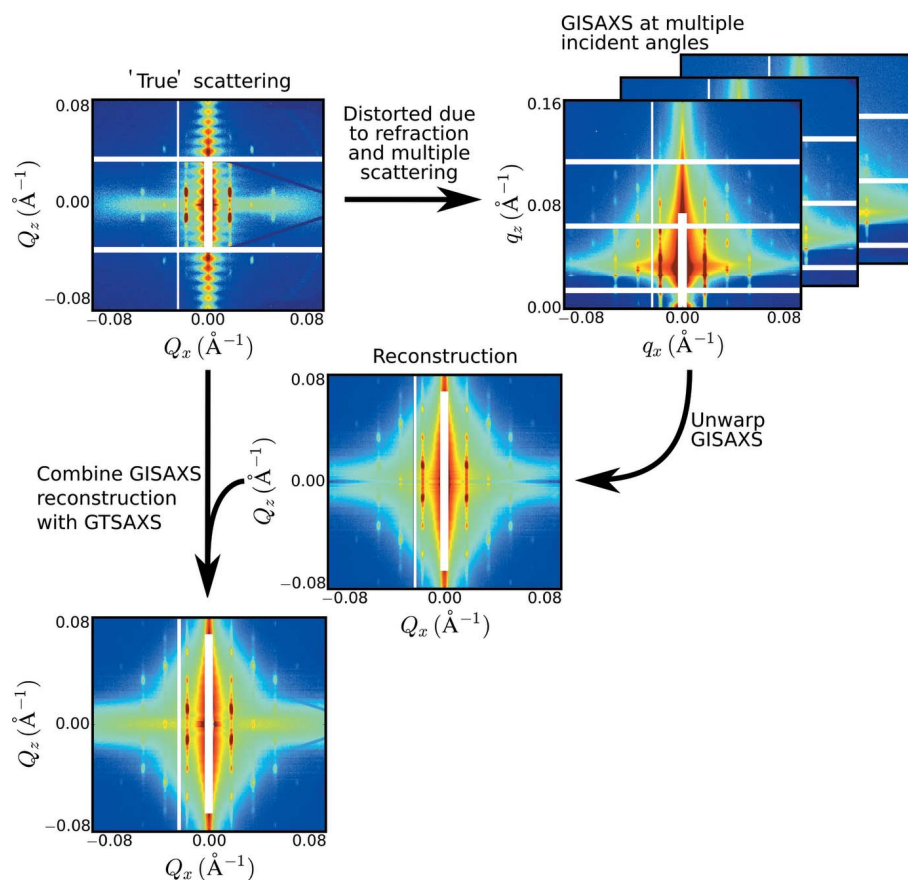 'True' scattering
0.08
0.00
−0.08
Q_z (Å⁻¹)
−0.08
0.00
0.08
Q_x (Å⁻¹)
Distorted due
to refraction
and multiple
scattering
GISAXS at multiple
incident angles
0.16
0.08
0.00
q_z (Å⁻¹)
−0.08
0.00
0.08
q_x (Å⁻¹)
Unwarp
GISAXS
Reconstruction
0.08
0.00
−0.08
Q_z (Å⁻¹)
−0.08
0.00
0.08
Q_x (Å⁻¹)
Combine GISAXS
reconstruction
with GTSAXS
0.08
0.00
−0.08
Q_z (Å⁻¹)
−0.08
0.00
0.08
Q_x (Å⁻¹)